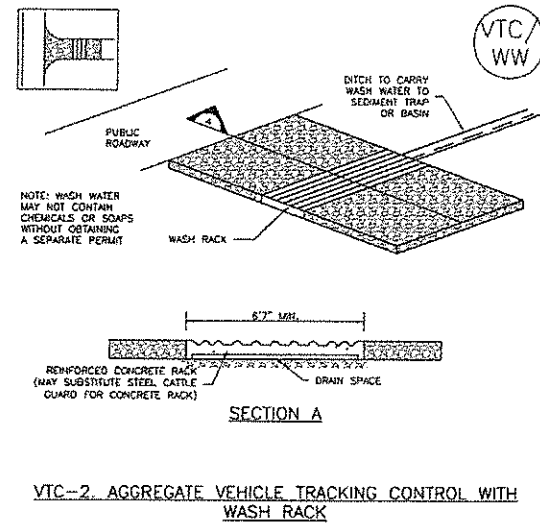 VTC/
WW
DITCH TO CARRY
WASH WATER TO
SEDIMENT TRAP
OR BASIN
PUBLIC
ROADWAY
NOTE: WASH WATER
MAY NOT CONTAIN
CHEMICALS OR SOAPS
WITHOUT OBTAINING
A SEPARATE PERMIT
WASH RACK
MIN.
REINFORCED CONCRETE RACK
(MAY SUBSTITUTE STEEL CATTLE
GUARD FOR CONCRETE RACK)
DRAIN SPACE
SECTION A
VTC-2. AGGREGATE VEHICLE TRACKING CONTROL WITH
WASH RACK